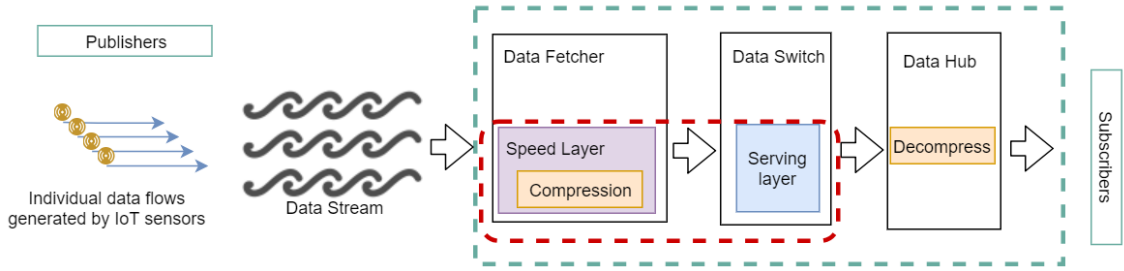 Publishers
Individual data flows
generated by IoT sensors
Data Stream
Data Fetcher
Speed Layer
Compression
Data Switch
Serving
layer
Data Hub
Decompress
Subscribers